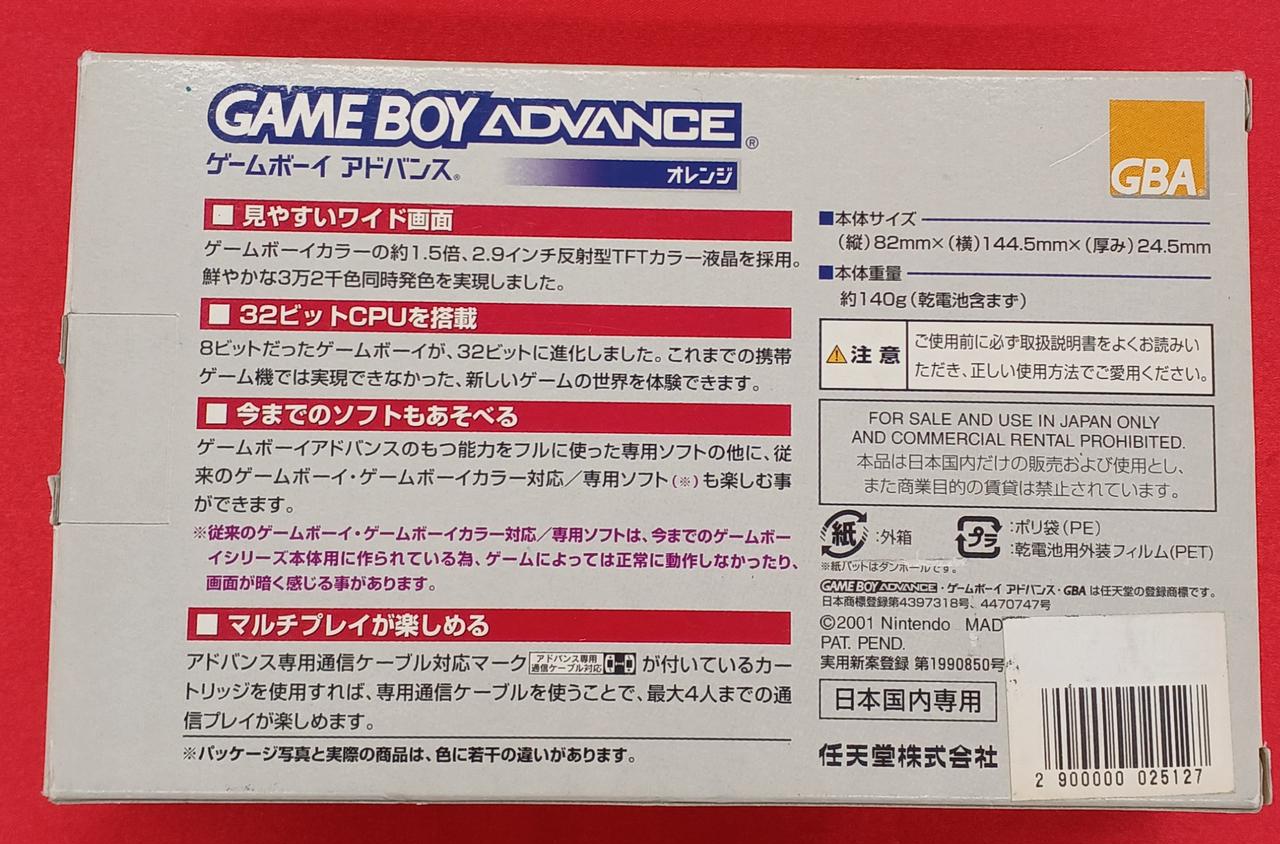 GAME BOY ADVANCE®
ゲームボーイ アドバンス®
オレンジ
■ 見やすいワイド画面
ゲームボーイカラーの約1.5倍、2.9インチ反射型TFTカラー液晶を採用。
鮮やかな3万2千色同時発色を実現しました。
■ 32ビットCPUを搭載
8ビットだったゲームボーイが、32ビットに進化しました。これまでの携帯
ゲーム機では実現できなかった、新しいゲームの世界を体験できます。
■ 今までのソフトもあそべる
ゲームボーイアドバンスのもつ能力をフルに使った専用ソフトの他に、従
来のゲームボーイ・ゲームボーイカラー対応／専用ソフト(※)も楽しむ事
ができます。
※従来のゲームボーイ・ゲームボーイカラー対応／専用ソフトは、今までのゲームボー
イシリーズ本体用に作られている為、ゲームによっては正常に動作しなかったり、
画面が暗く感じる事があります。
■ マルチプレイが楽しめる
アドバンス専用通信ケーブル対応マーク アドバンス専用 通信ケーブル対応 が付いているカー
トリッジを使用すれば、専用通信ケーブルを使うことで、最大4人までの通
信プレイが楽しめます。
※パッケージ写真と実際の商品は、色に若干の違いがあります。
GBA
■本体サイズ
(縦)82mm×(横)144.5mm×(厚み)24.5mm
■本体重量
約140g(乾電池含まず)
注意
ご使用前に必ず取扱説明書をよくお読みい
ただき、正しい使用方法でご愛用ください。
FOR SALE AND USE IN JAPAN ONLY
AND COMMERCIAL RENTAL PROHIBITED.
本品は日本国内だけの販売および使用とし、
また商業目的の賃貸は禁止されています。
紙 :外箱
プラ :ポリ袋(PE)
:乾電池用外装フィルム(PET)
※紙パットはダンボールです。
GAME BOY ADVANCE・ゲームボーイ アドバンス・GBA は任天堂の登録商標です。
日本商標登録第4397318号、4470747号
©2001 Nintendo MAD
PAT. PEND.
実用新案登録 第1990850号
日本国内専用
任天堂株式会社
2 900000 025127